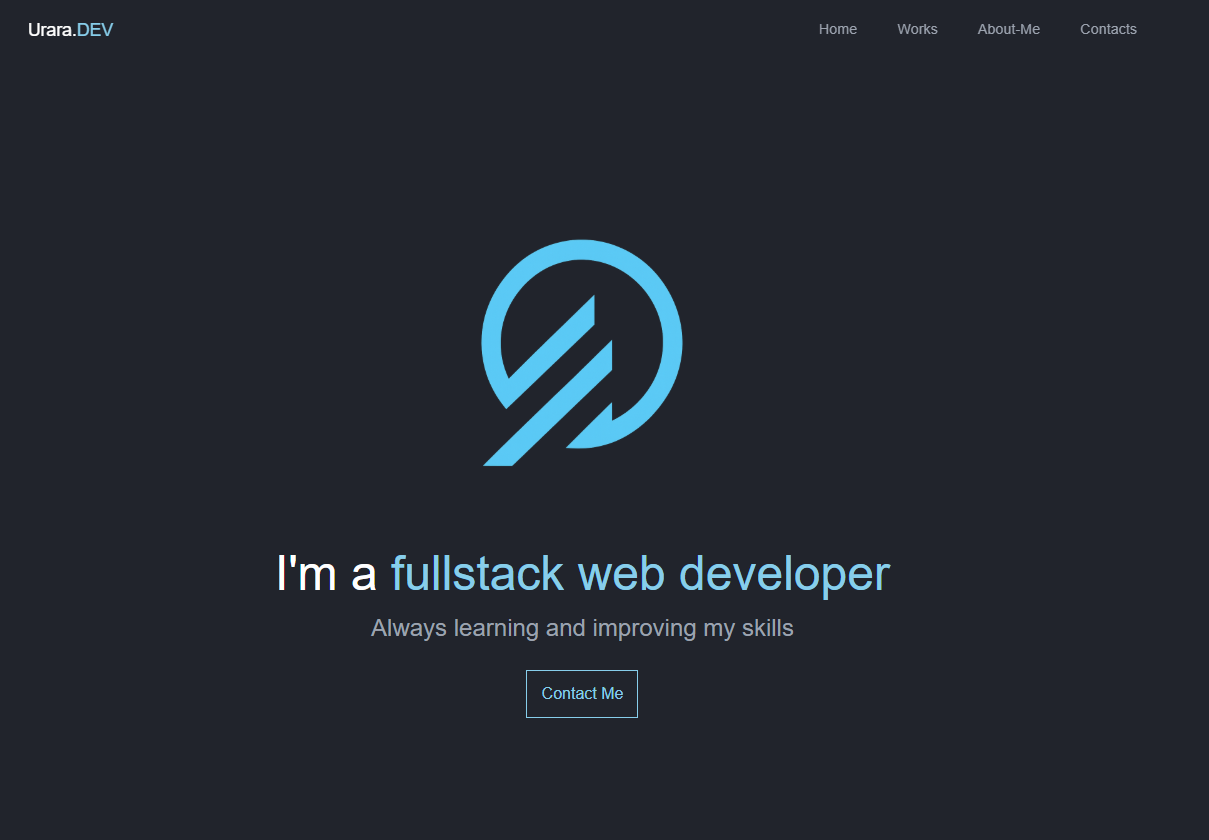 Urara.DEV
Home Works About-Me Contacts
I'm a fullstack web developer
Always learning and improving my skills
Contact Me